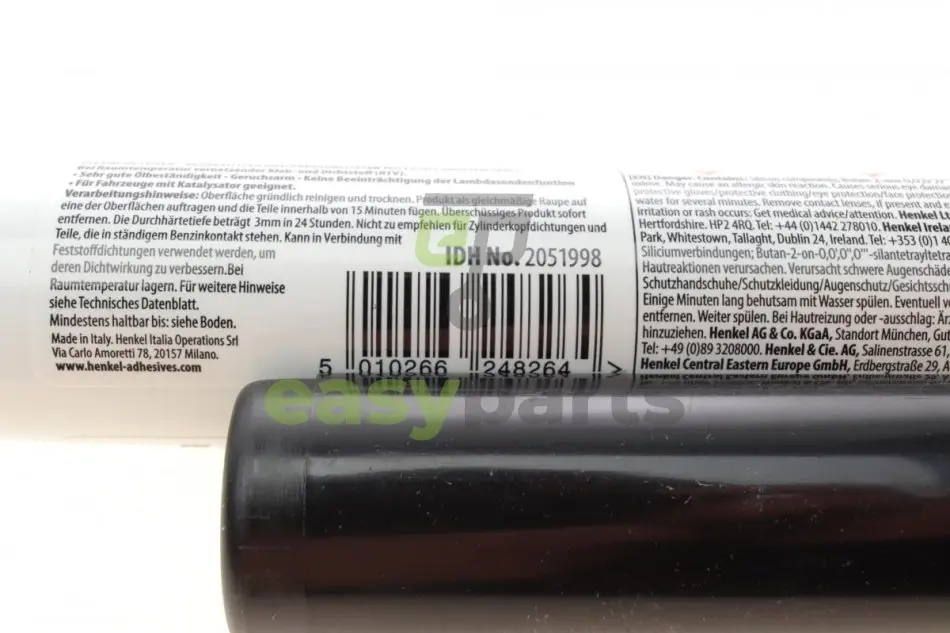 Bei Raumtemperatur vernetzender Kleb- und Dichtstoff (RTV).
• Sehr gute Ölbeständigkeit - Geruchsarm - Keine Beeinträchtigung der Lambdasondenfunktion
• Für Fahrzeuge mit Katalysator geeignet.
Verarbeitungshinweise: Oberfläche gründlich reinigen und trocknen. Produkt als gleichmäßige Raupe auf
eine der Oberflächen auftragen und die Teile innerhalb von 15 Minuten fügen. Überschüssiges Produkt sofort
entfernen. Die Durchhärtetiefe beträgt 3mm in 24 Stunden. Nicht zu empfehlen für Zylinderkopfdichtungen und
Teile, die in ständigem Benzinkontakt stehen. Kann in Verbindung mit
Feststoffdichtungen verwendet werden, um
deren Dichtwirkung zu verbessern.Bei
Raumtemperatur lagern. Für weitere Hinweise
siehe Technisches Datenblatt.
Mindestens haltbar bis: siehe Boden.
Made in Italy. Henkel Italia Operations Srl
Via Carlo Amoretti 78, 20157 Milano.
www.henkel-adhesives.com
IDH No. 2051998
5 010266 248264 >
Danger.
oxime. May cause an allergic skin reaction. Causes serious eye
protective gloves/protective clothing/eye protection/face
water for several minutes. Remove contact lenses, if present and
irritation or rash occurs: Get medical advice/attention. Henkel
Hertfordshire. HP2 4RQ. Tel: +44 (0)1442 278010. Henkel
Park, Whitestown, Tallaght, Dublin 24, Ireland. Tel: +353 (0)1
Siliciumverbindungen; Butan-2-on-O,O',O'',O'''-silantetrayltetra
Hautreaktionen verursachen. Verursacht schwere
Schutzhandschuhe/Schutzkleidung/Augenschutz/
Einige Minuten lang behutsam mit Wasser spülen.
entfernen. Weiter spülen. Bei Hautreizung oder -ausschlag:
hinzuziehen. Henkel AG & Co. KGaA, Standort München,
Tel: +49 (0)89 3208000. Henkel & Cie. AG, Salinenstrasse 61,
Henkel Central Eastern Europe GmbH, Erdbergstraße 29,
ep
easyparts